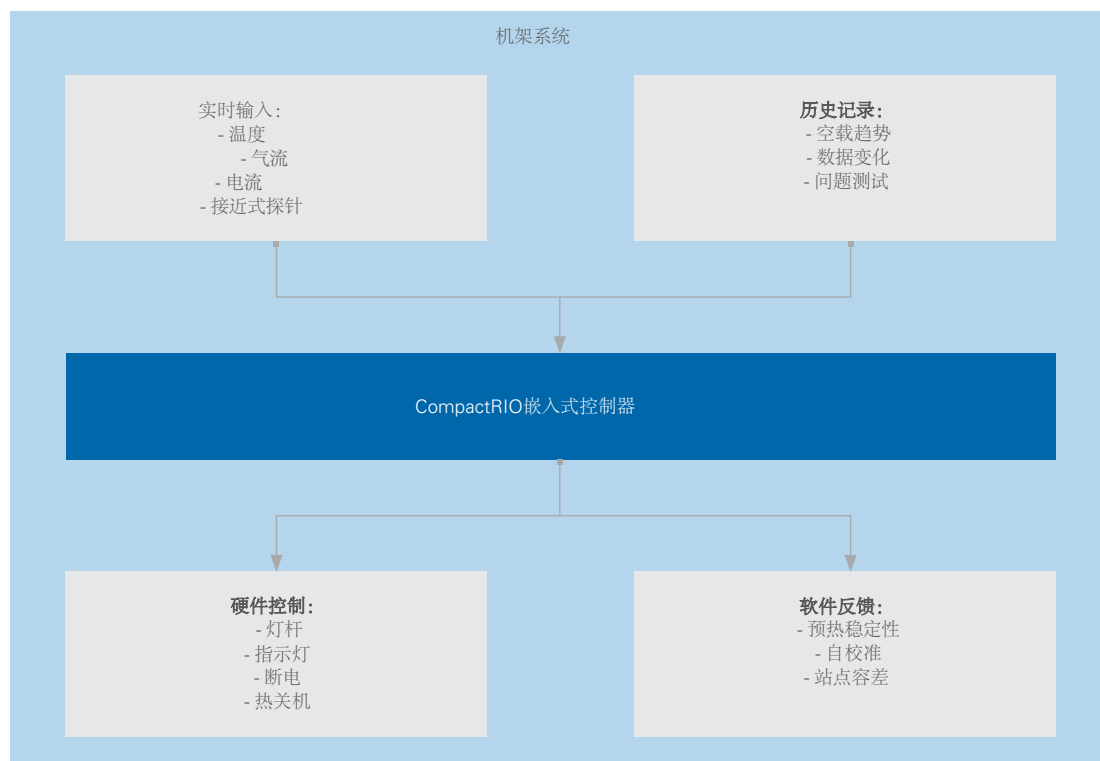 机架系统
实时输入:
- 温度
- 气流
- 电流
- 接近式探针
历史记录:
- 空载趋势
- 数据变化
- 问题测试
CompactRIO嵌入式控制器
硬件控制:
- 灯杆
- 指示灯
- 断电
- 热关机
软件反馈:
- 预热稳定性
- 自校准
- 站点容差